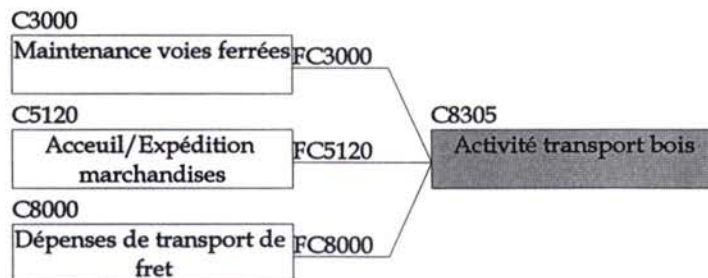 C3000
Maintenance voies ferrées
FC3000
C5120
Acceuil/Expédition
marchandises
FC5120
C8000
Dépenses de transport de
fret
FC8000
C8305
Activité transport bois